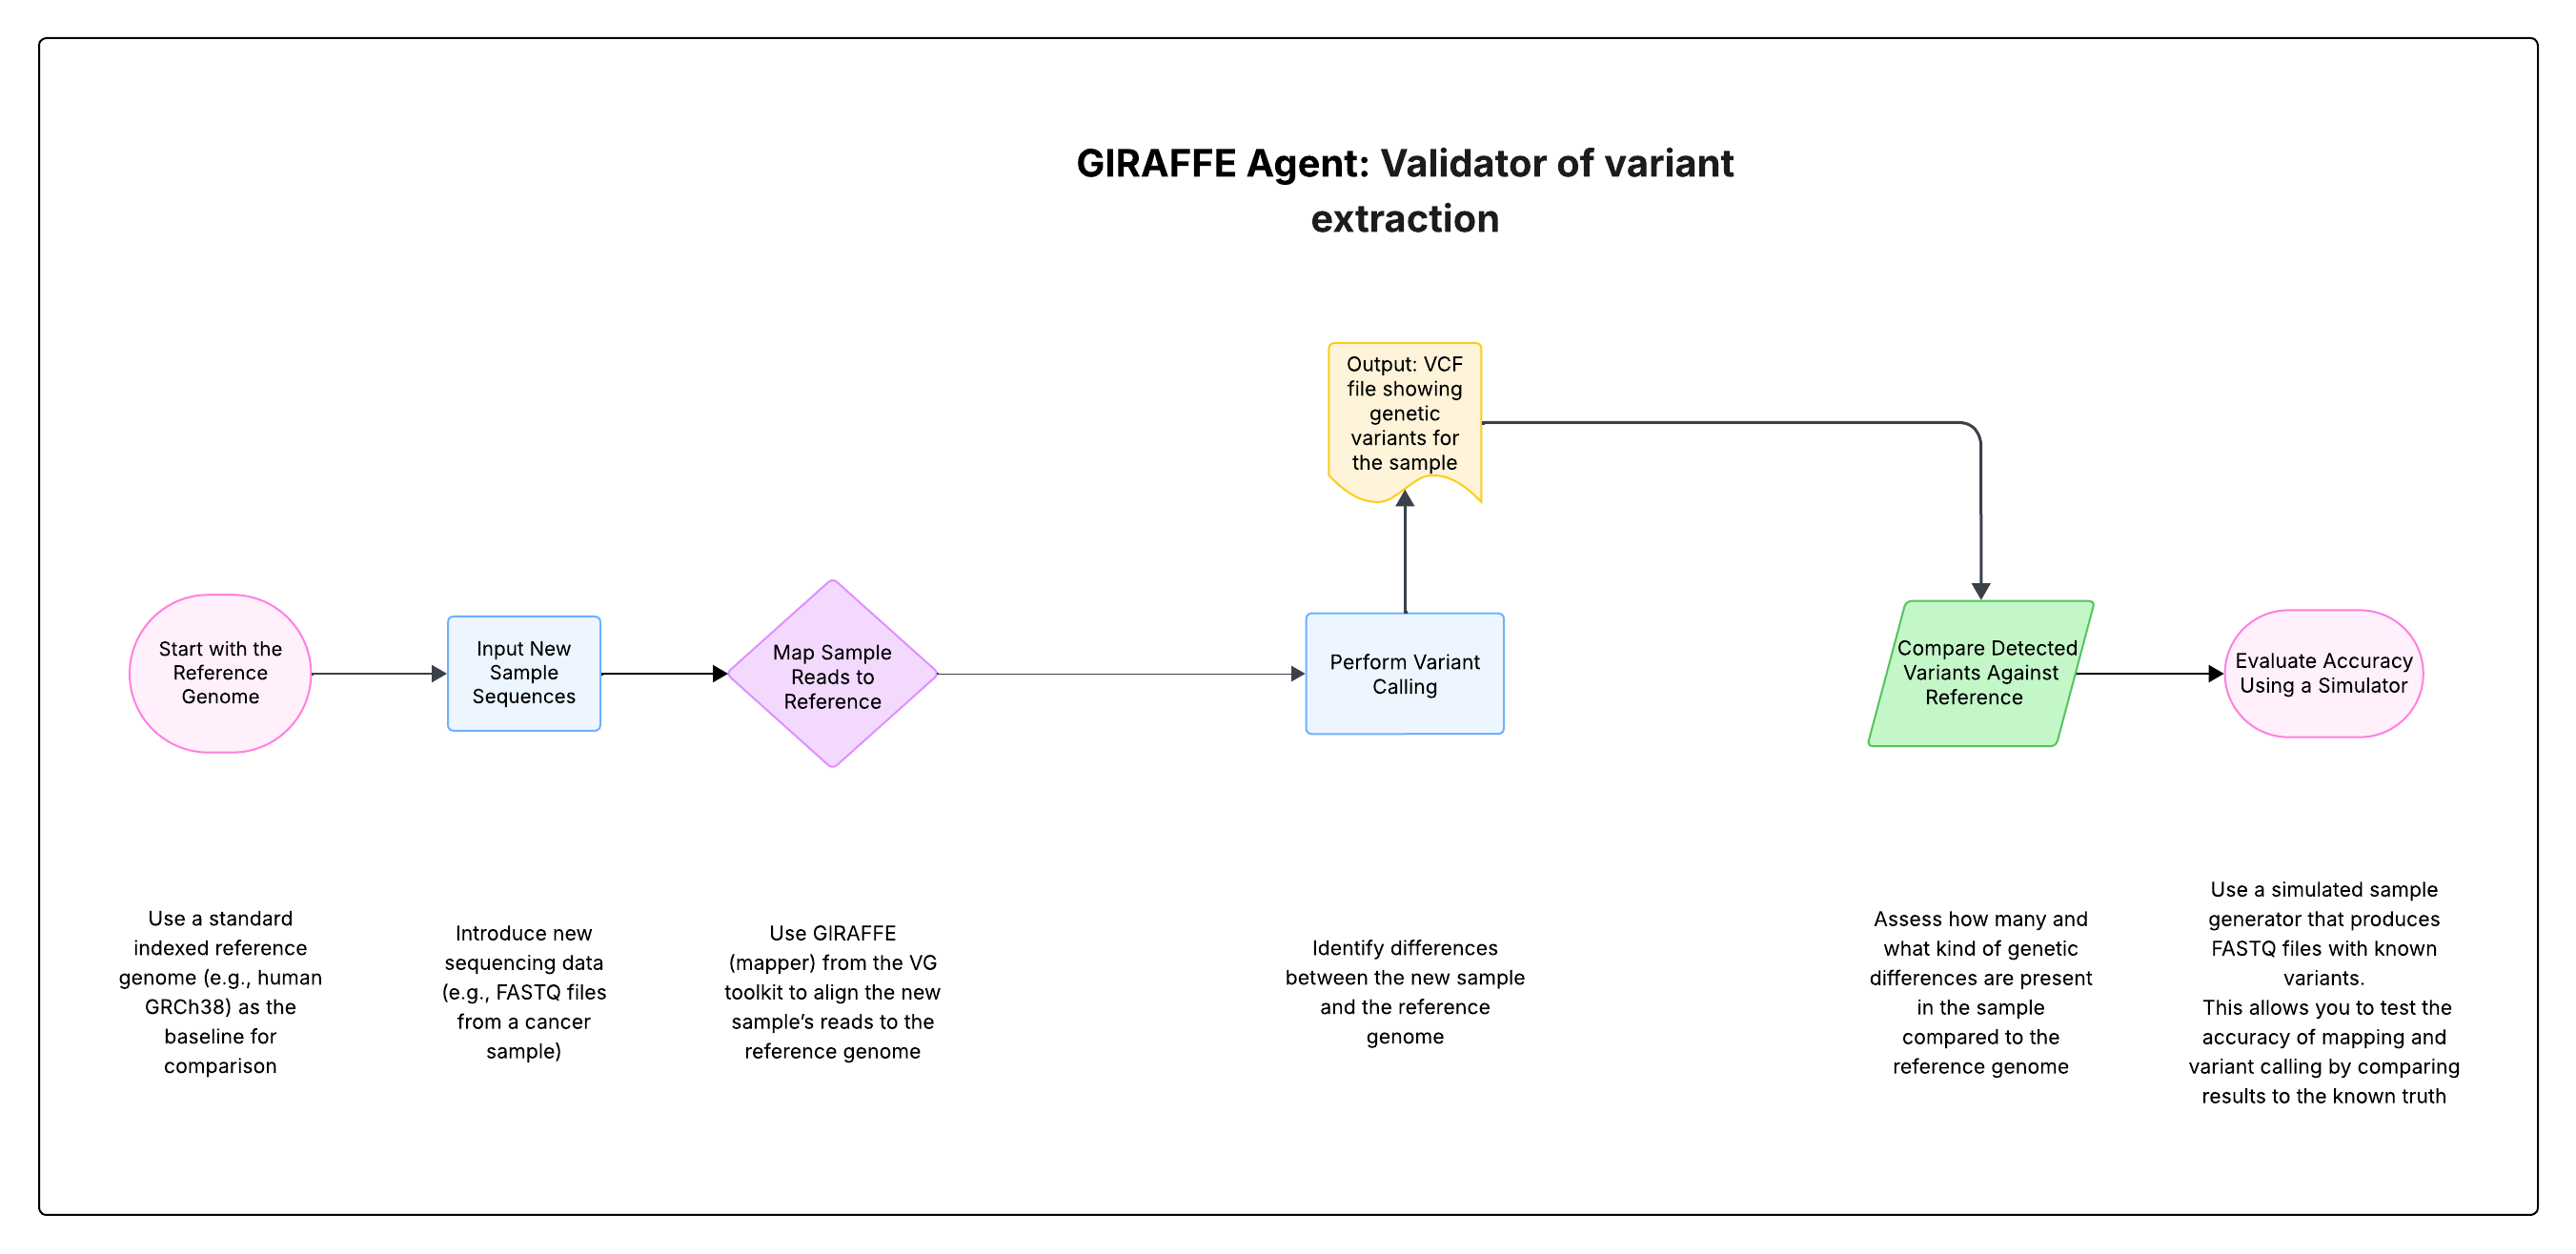 GIRAFFE Agent: Validator of variant
extraction
Output: VCF
file showing
genetic
variants for
the sample
Start with the
Reference
Genome
Input New
Sample
Sequences
Map Sample
Reads to
Reference
Perform Variant
Calling
Compare Detected
Variants Against
Reference
Evaluate Accuracy
Using a Simulator
Use a standard
indexed reference
genome (e.g., human
GRCh38) as the
baseline for
comparison
Introduce new
sequencing data
(e.g., FASTQ files
from a cancer
sample)
Use GIRAFFE
(mapper) from the VG
toolkit to align the new
sample’s reads to the
reference genome
Identify differences
between the new sample
and the reference
genome
Assess how many and
what kind of genetic
differences are present
in the sample
compared to the
reference genome
Use a simulated sample
generator that produces
FASTQ files with known
variants.
This allows you to test the
accuracy of mapping and
variant calling by comparing
results to the known truth